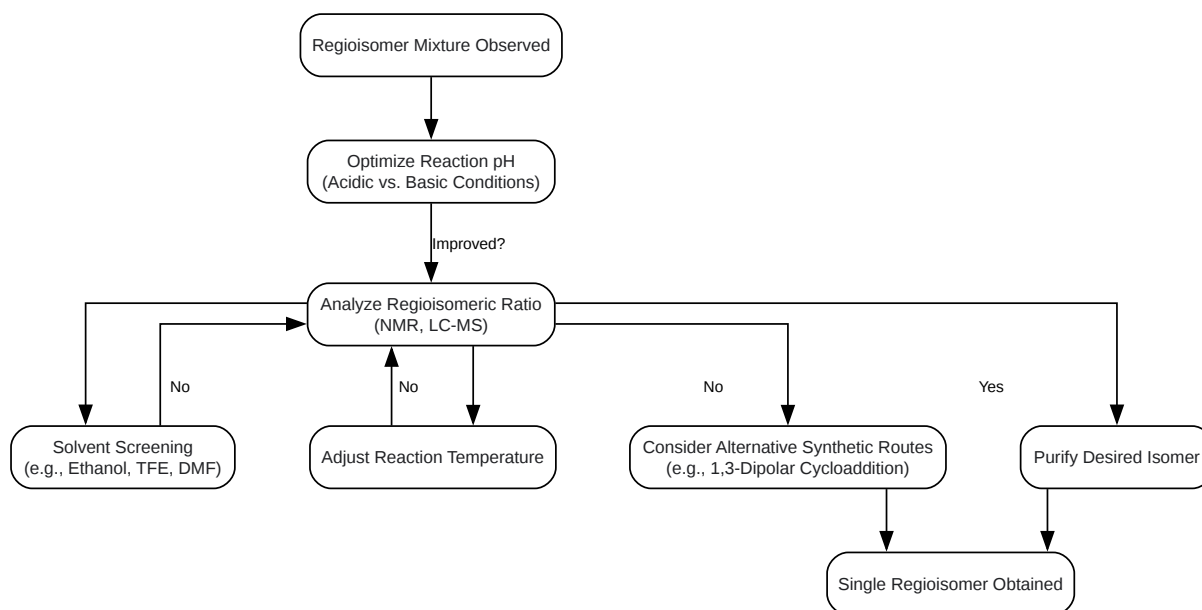 Regioisomer Mixture Observed
Optimize Reaction pH
(Acidic vs. Basic Conditions)
Improved?
Analyze Regioisomeric Ratio
(NMR, LC-MS)
No
No
No
Yes
Solvent Screening
(e.g., Ethanol, TFE, DMF)
Adjust Reaction Temperature
Consider Alternative Synthetic Routes
(e.g., 1,3-Dipolar Cycloaddition)
Purify Desired Isomer
Single Regioisomer Obtained